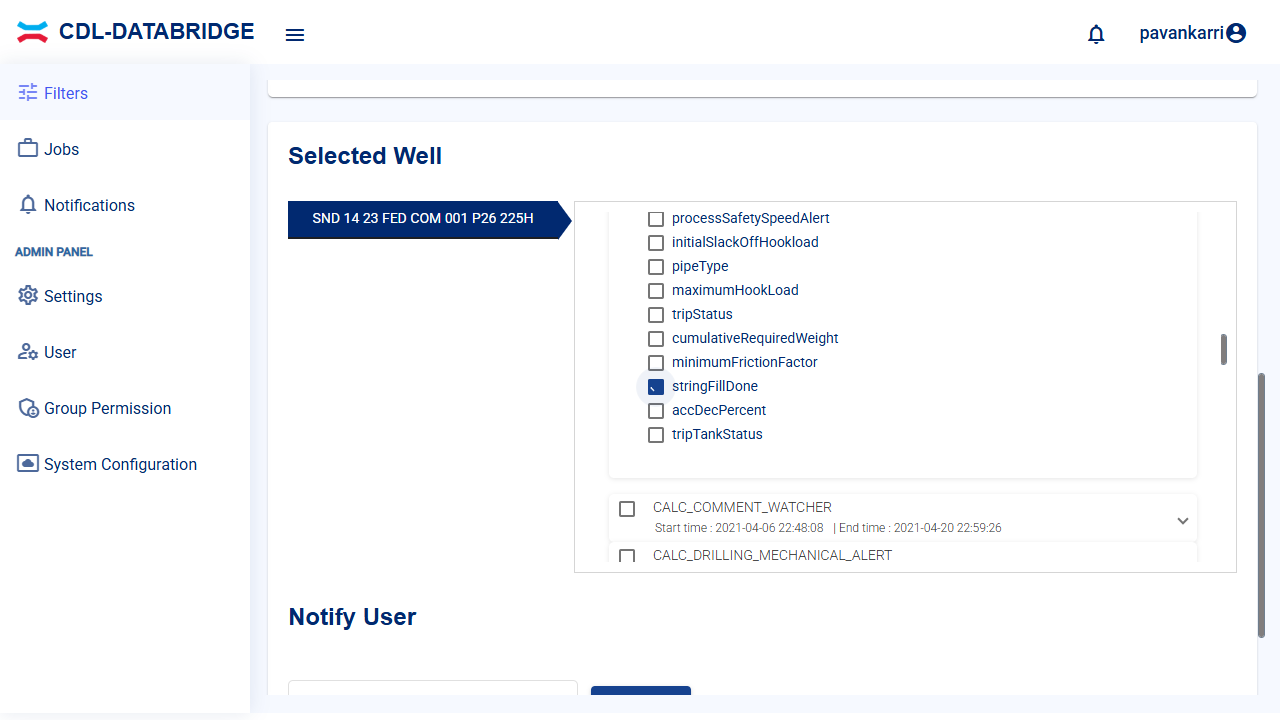 CDL-DATABRIDGE
pavankarri
Filters
Jobs
Notifications
ADMIN PANEL
Settings
User
Group Permission
System Configuration
Selected Well
SND 14 23 FED COM 001 P26 225H
processSafetySpeedAlert
initialSlackOffHookload
pipeType
maximumHookLoad
tripStatus
cumulativeRequiredWeight
minimumFrictionFactor
stringFillDone
accDecPercent
tripTankStatus
CALC_COMMENT_WATCHER
Start time : 2021-04-06 22:48:08 | End time : 2021-04-20 22:59:26
CALC_DRILLING_MECHANICAL_ALERT
Notify User